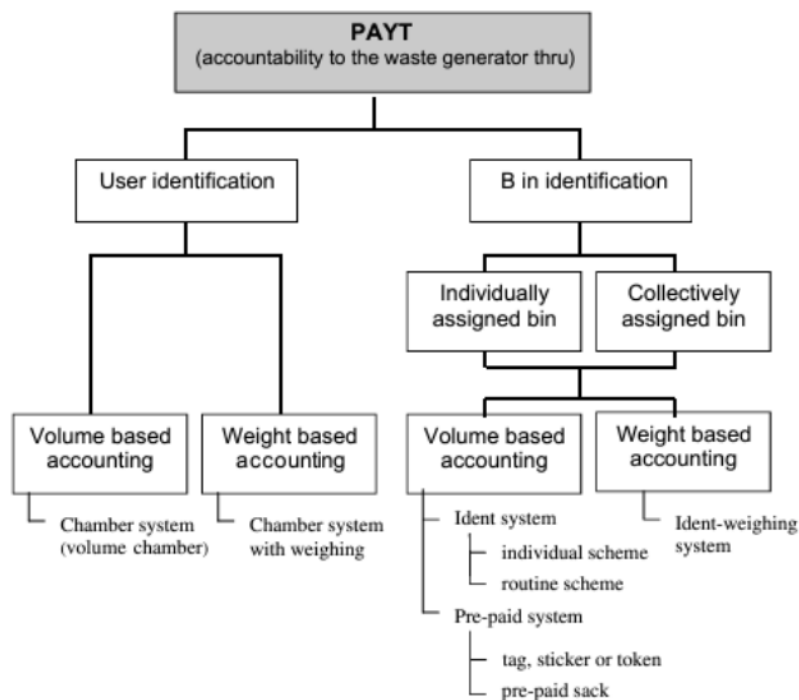 PAYT
(accountability to the waste generator thru)
User identification
B in identification
Individually
assigned bin
Collectively
assigned bin
Volume based
accounting
Weight based
accounting
Volume based
accounting
Weight based
accounting
Chamber system
(volume chamber)
Chamber system
with weighing
Ident system
individual scheme
routine scheme
Pre-paid system
tag, sticker or token
pre-paid sack
Ident-weighing
system